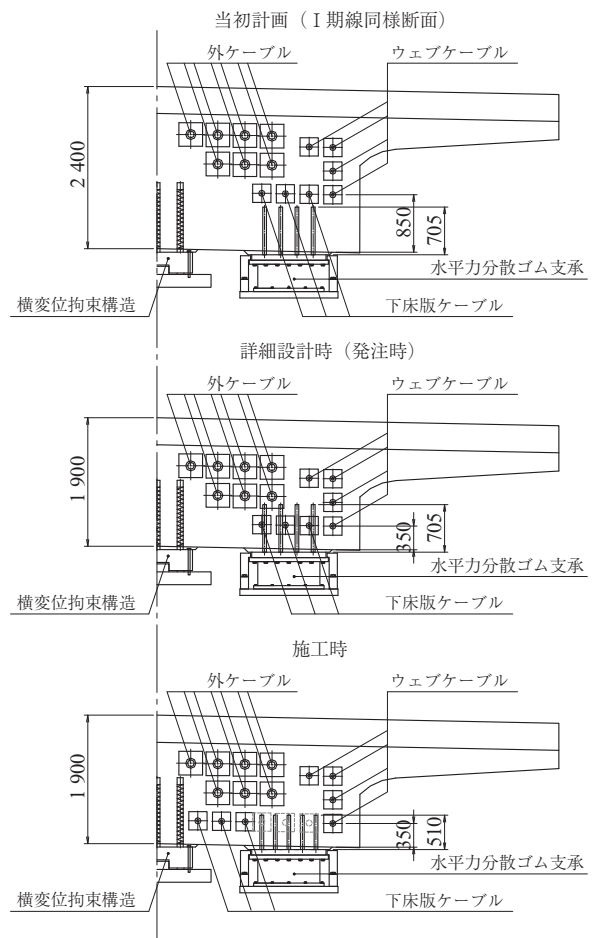 当初計画（Ⅰ期線同様断面）
外ケーブル
ウェブケーブル
2 400
850
705
水平力分散ゴム支承
横変位拘束構造
下床版ケーブル
詳細設計時（発注時）
外ケーブル
ウェブケーブル
1 900
350
705
水平力分散ゴム支承
横変位拘束構造
下床版ケーブル
施工時
外ケーブル
ウェブケーブル
1 900
350
510
水平力分散ゴム支承
横変位拘束構造
下床版ケーブル